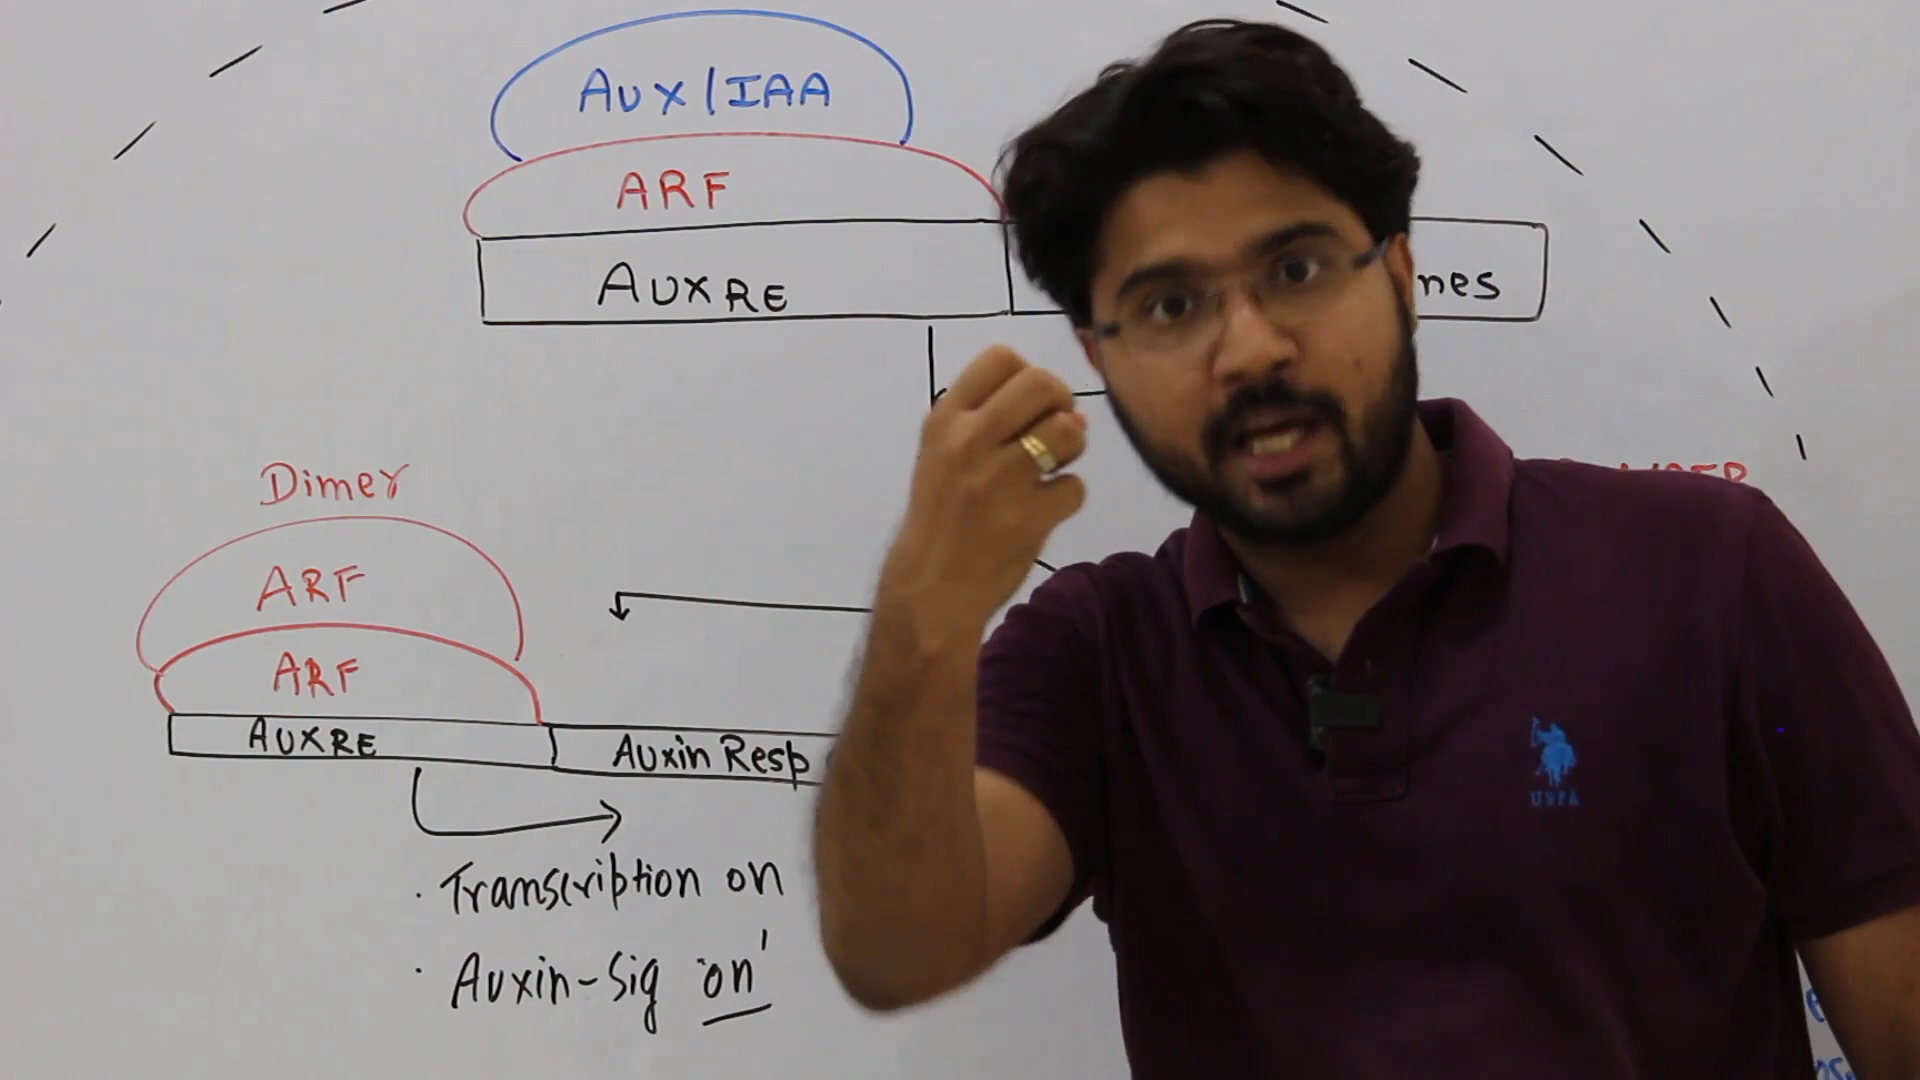 AUX/IAA
ARF
AUXRE
nes
Dimer
ARF
ARF
AUXRE
Auxin Resp
· Transcription on
· Auxin-sig 'on'
USPA